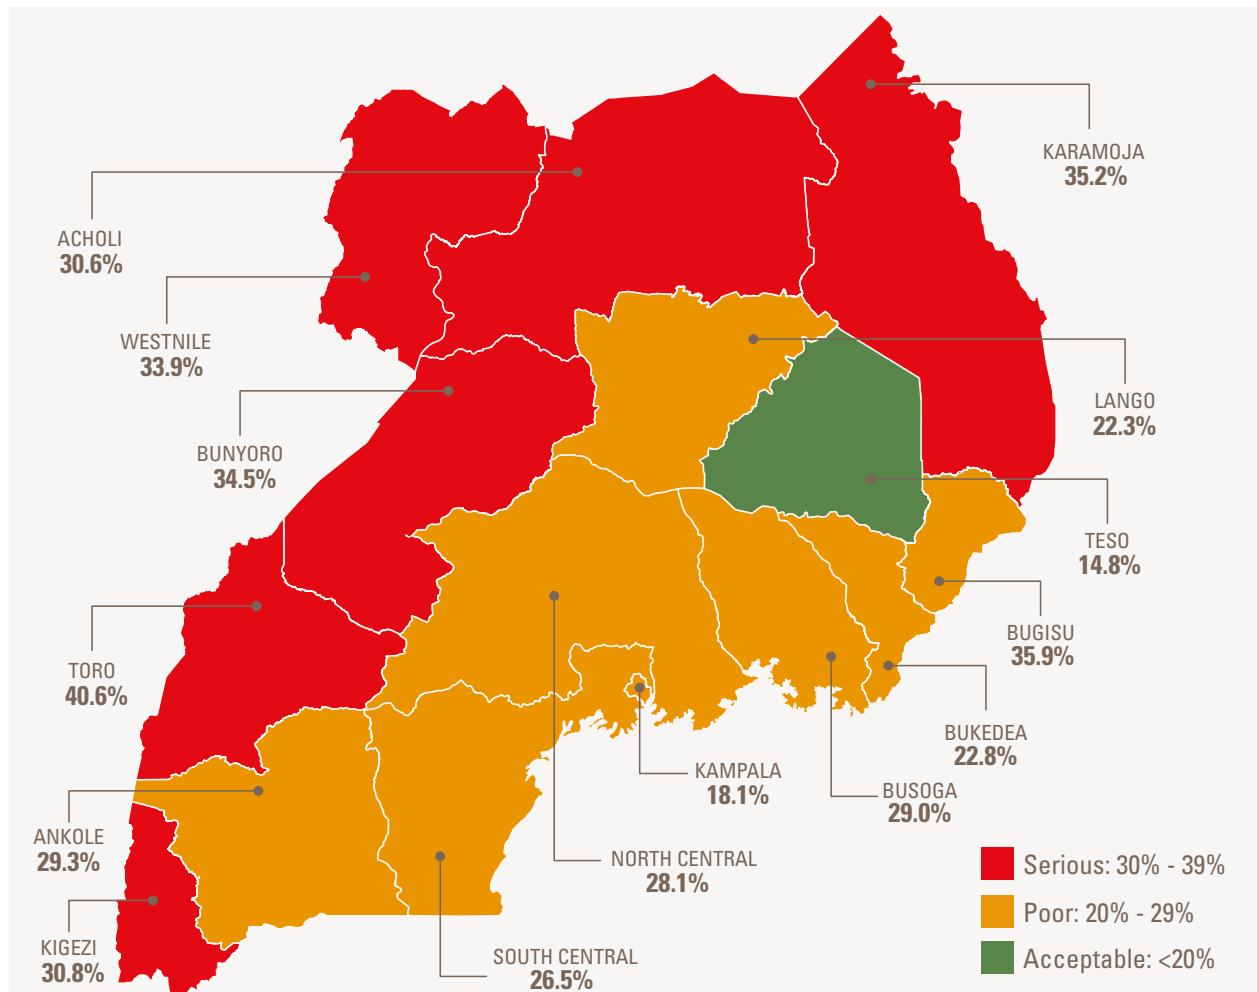 KARAMOJA
35.2%
ACHOLI
30.6%
WESTNILE
33.9%
LANGO
22.3%
BUNYORO
34.5%
TESO
14.8%
BUGISU
35.9%
TORO
40.6%
BUKEDEA
22.8%
KAMPALA
18.1%
BUSOGA
29.0%
ANKOLE
29.3%
NORTH CENTRAL
28.1%
KIGEZI
30.8%
SOUTH CENTRAL
26.5%
Serious: 30% - 39%
Poor: 20% - 29%
Acceptable: <20%